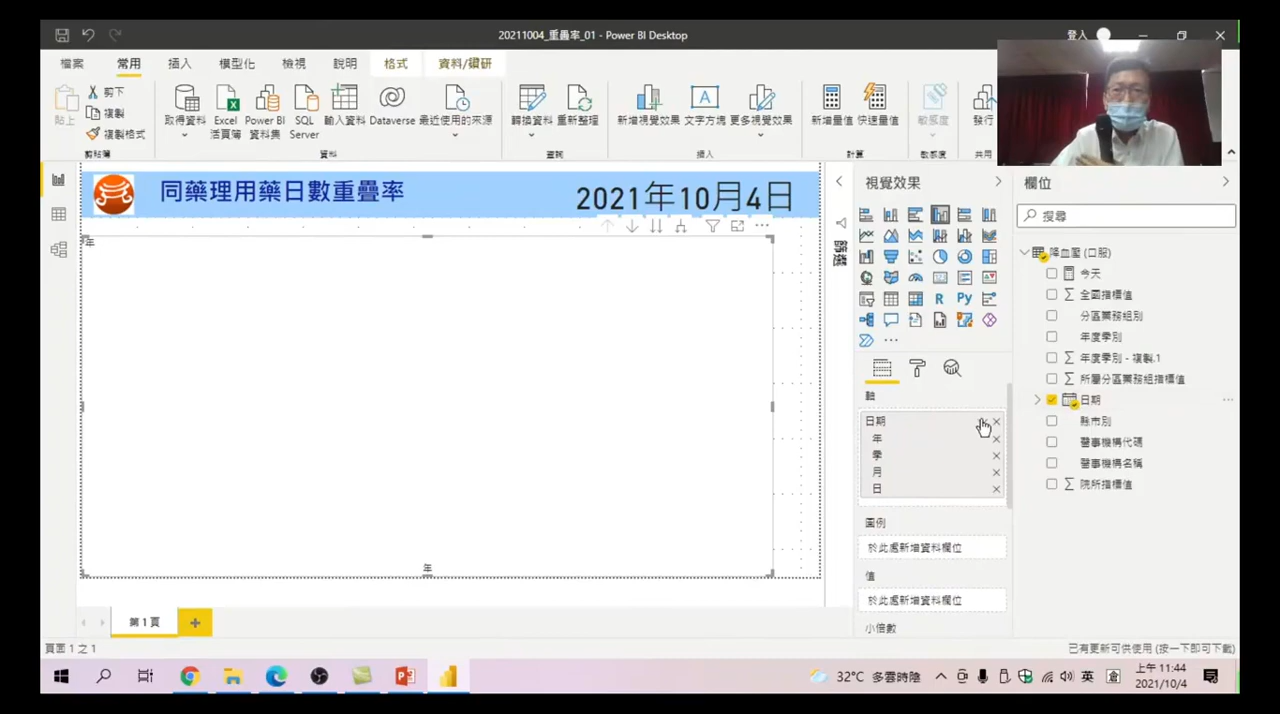 20211004_重疊率_01 - Power BI Desktop
登入
檔案 常用 插入 模型化 檢視 說明 格式 資料/鑽研
貼上
剪下
複製
複製格式
剪貼簿
取得資料
Excel 活頁簿
Power BI 資料集
SQL Server
輸入資料
Dataverse
最近使用的來源
資料
轉換資料
重新整理
查詢
新增視覺效果
文字方塊
更多視覺效果
插入
新增量值
快速量值
計算
敏感度
敏感度
發行
共用
同藥理用藥日數重疊率
2021年10月4日
年
年
篩選
視覺效果
軸
日期
年
季
月
日
圖例
於此處新增資料欄位
值
於此處新增資料欄位
小倍數
欄位
搜尋
降血壓 (口服)
今天
全國指標值
分區業務組別
年度季別
年度季別 - 複製.1
所屬分區業務組指標值
日期
縣市別
醫事機構代碼
醫事機構名稱
院所指標值
第 1 頁
頁面 1 之 1
已有更新可供使用 (按一下即可下載)
32°C 多雲時陰
英
倉
上午 11:44
2021/10/4